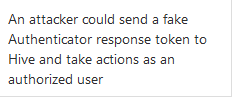 An attacker could send a fake
Authenticator response token to
Hive and take actions as an
authorized user